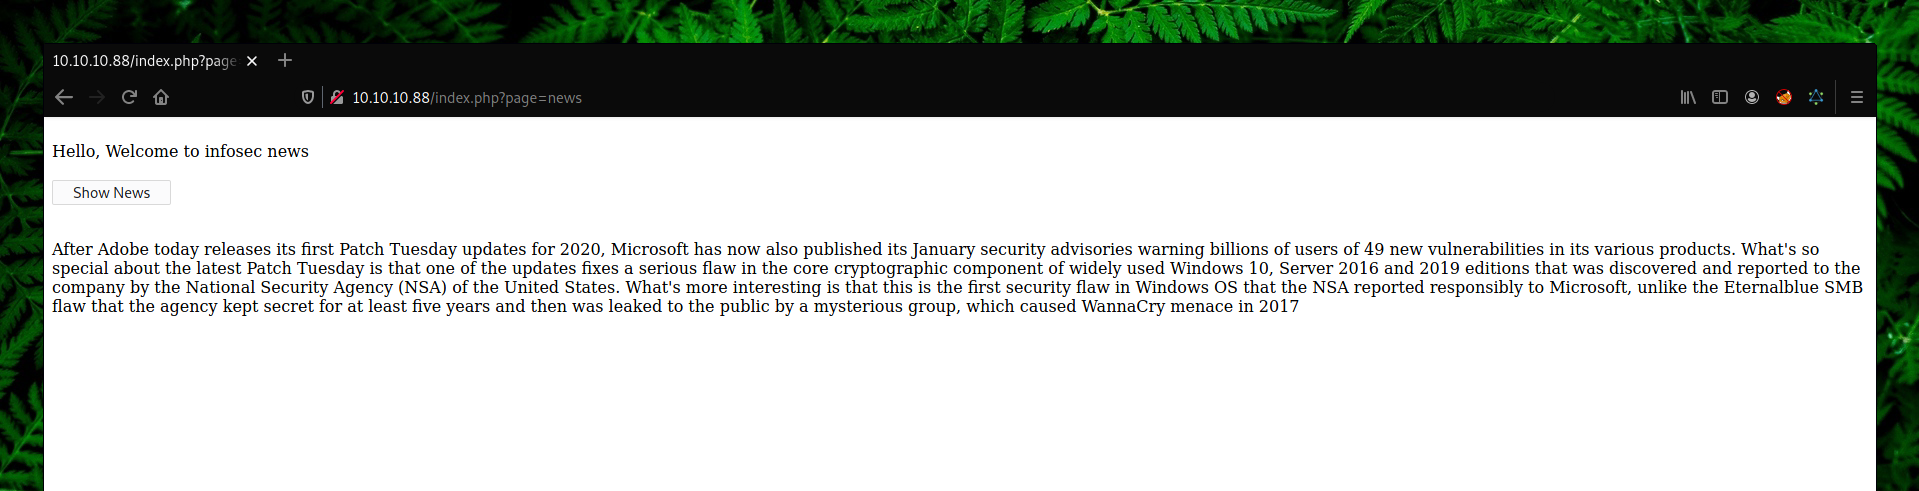 10.10.10.88/index.php?page
10.10.10.88/index.php?page=news
Hello, Welcome to infosec news
Show News
After Adobe today releases its first Patch Tuesday updates for 2020, Microsoft has now also published its January security advisories warning billions of users of 49 new vulnerabilities in its various products. What's so
special about the latest Patch Tuesday is that one of the updates fixes a serious flaw in the core cryptographic component of widely used Windows 10, Server 2016 and 2019 editions that was discovered and reported to the
company by the National Security Agency (NSA) of the United States. What's more interesting is that this is the first security flaw in Windows OS that the NSA reported responsibly to Microsoft, unlike the Eternalblue SMB
flaw that the agency kept secret for at least five years and then was leaked to the public by a mysterious group, which caused WannaCry menace in 2017